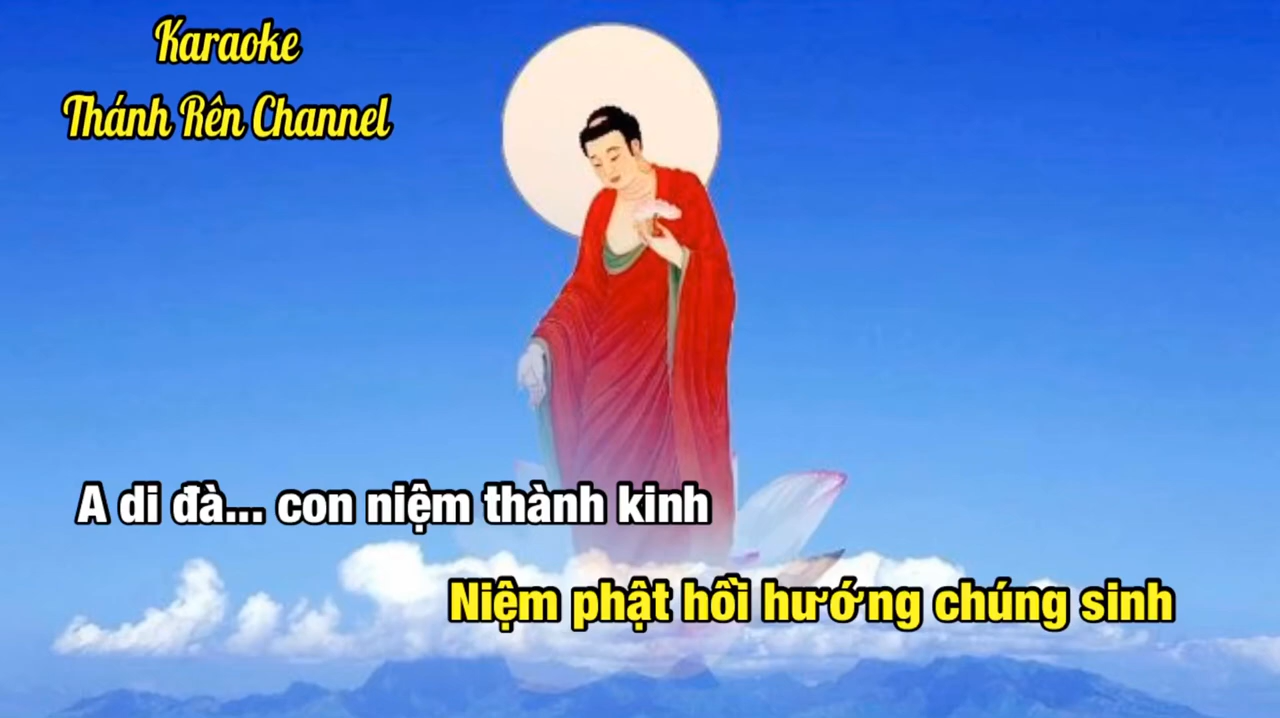 Karaoke
Thánh Rên Channel
A di đà... con niệm thành kinh
Niệm phật hồi hướng chúng sinh